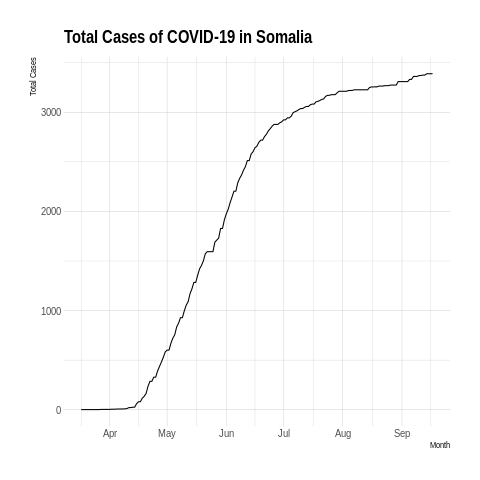 Total Cases of COVID-19 in Somalia
Total Cases
3000
2000
1000
0
Apr May Jun Jul Aug Sep
Month